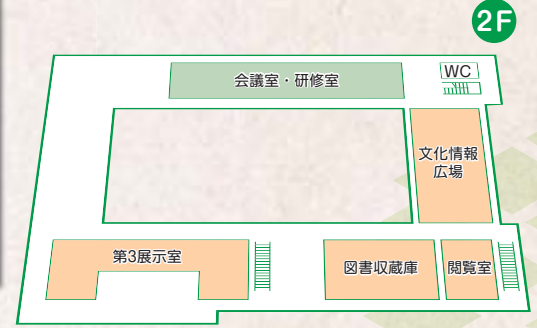 2F
会議室・研修室
WC
文化情報
広場
第3展示室
図書収蔵庫
閲覧室